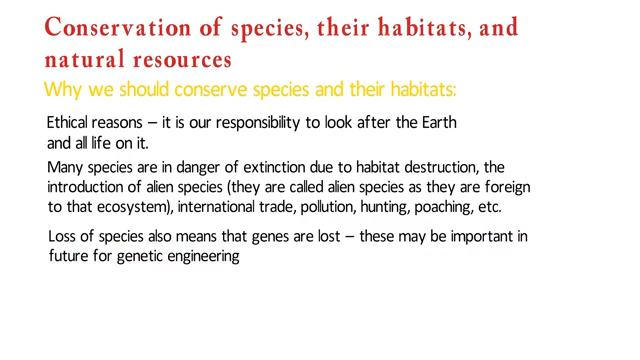 Conservation of species, their habitats, and
natural resources
Why we should conserve species and their habitats:
Ethical reasons – it is our responsibility to look after the Earth
and all life on it.
Many species are in danger of extinction due to habitat destruction, the
introduction of alien species (they are called alien species as they are foreign
to that ecosystem), international trade, pollution, hunting, poaching, etc.
Loss of species also means that genes are lost – these may be important in
future for genetic engineering